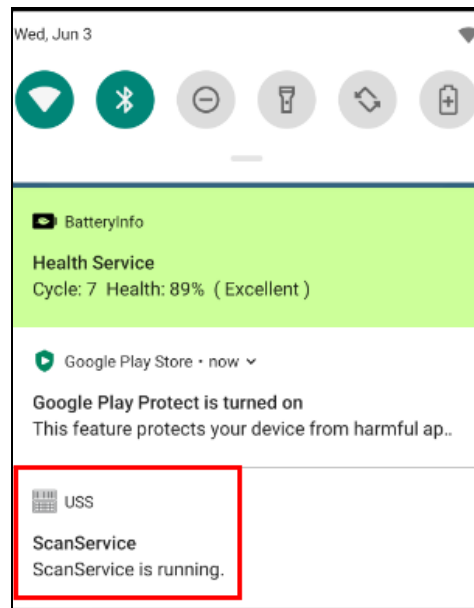 Wed, Jun 3
BatteryInfo
Health Service
Cycle: 7 Health: 89% ( Excellent )
Google Play Store • now
Google Play Protect is turned on
This feature protects your device from harmful ap..
USS
ScanService
ScanService is running.